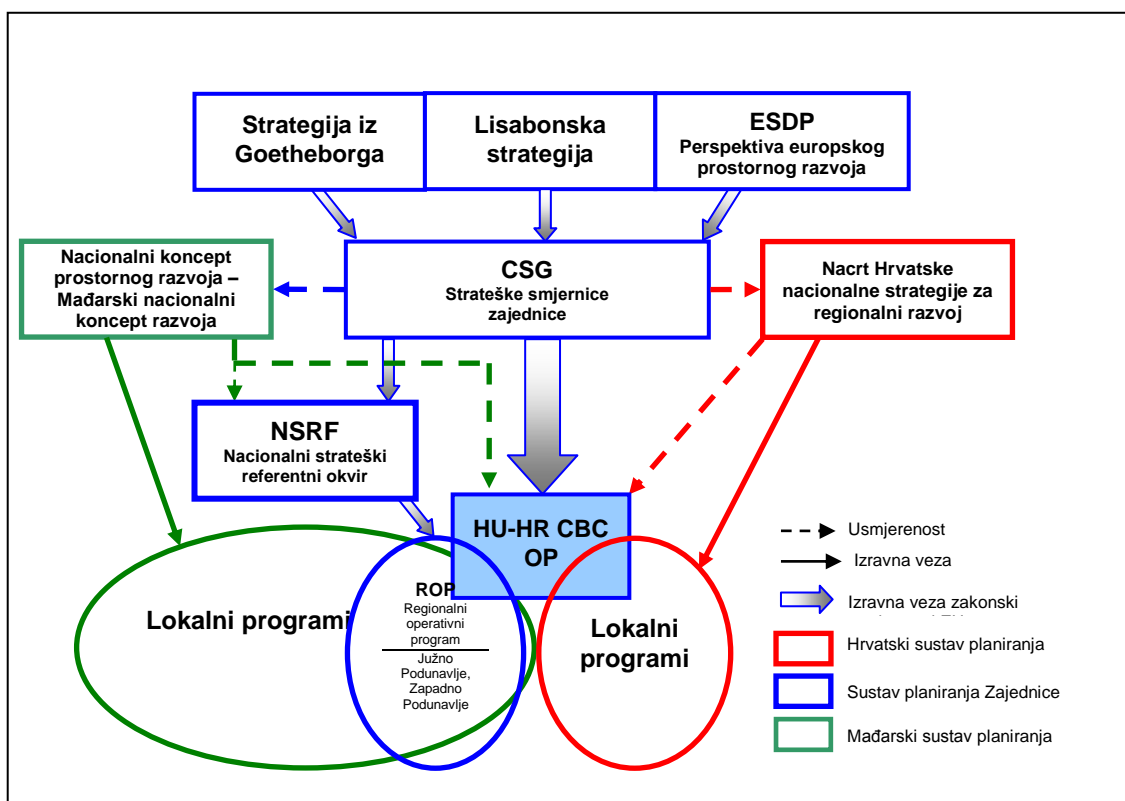 Strategija iz
Goetheborga
Lisabonska
strategija
ESDP
Perspektiva europskog
prostornog razvoja
Nacionalni koncept
prostornog razvoja –
Mađarski nacionalni
koncept razvoja
CSG
Strateške smjernice
zajednice
Nacrt Hrvatske
nacionalne strategije za
regionalni razvoj
NSRF
Nacionalni strateški
referentni okvir
HU-HR CBC
OP
Lokalni programi
ROP
Regionalni
operativni
program
Južno
Podunavlje,
Zapadno
Podunavlje
Lokalni
programi
Usmjerenost
Izravna veza
Izravna veza zakonski
Hrvatski sustav planiranja
Sustav planiranja Zajednice
Mađarski sustav planiranja